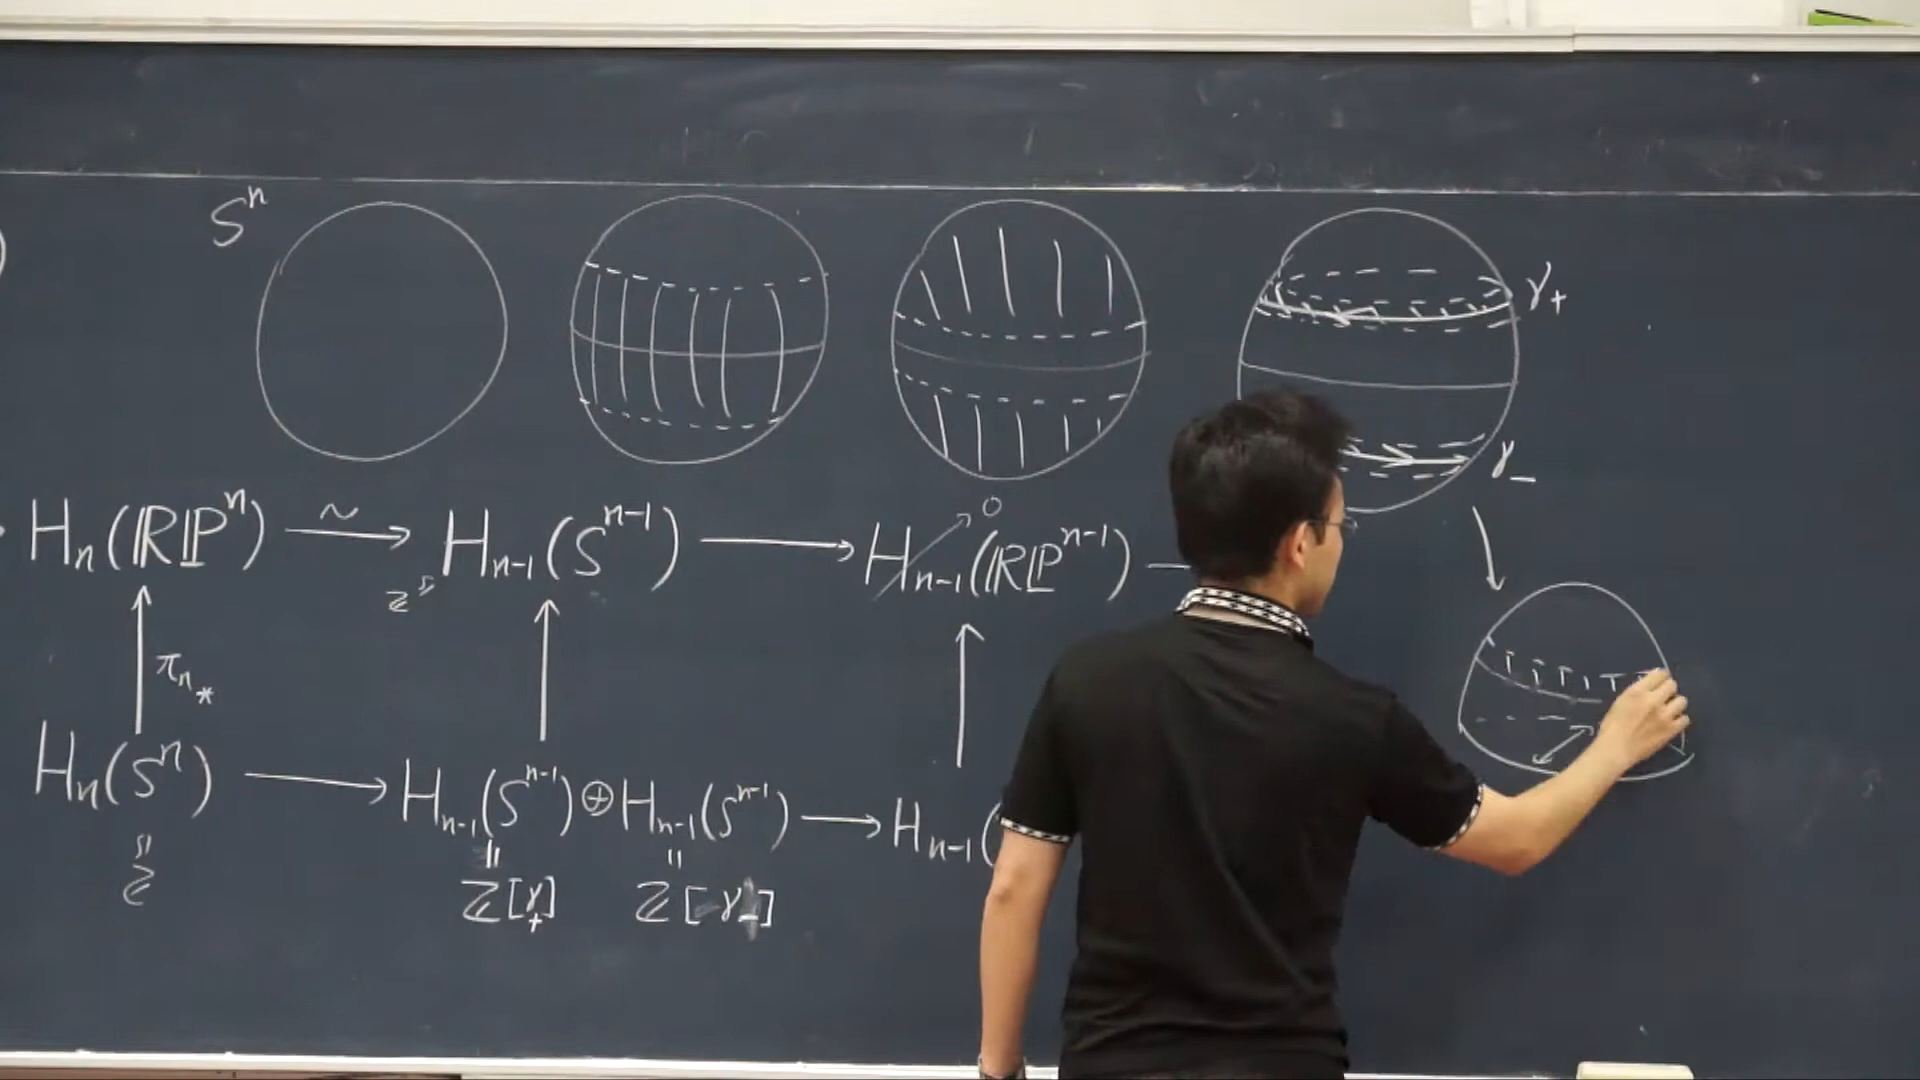 Sⁿ
γ₊
γ₋
Hₙ(ℝℙⁿ) ⥲ Hₙ₋₁(Sⁿ⁻¹) → Hₙ₋₁(ℝℙⁿ⁻¹) 0
ℤ
πₙ*
Hₙ(Sⁿ) → Hₙ₋₁(Sⁿ⁻¹) ⊕ Hₙ₋₁(Sⁿ⁻¹) → Hₙ₋₁(
ℤ ℤ[γ₊] ℤ[-γ₋]